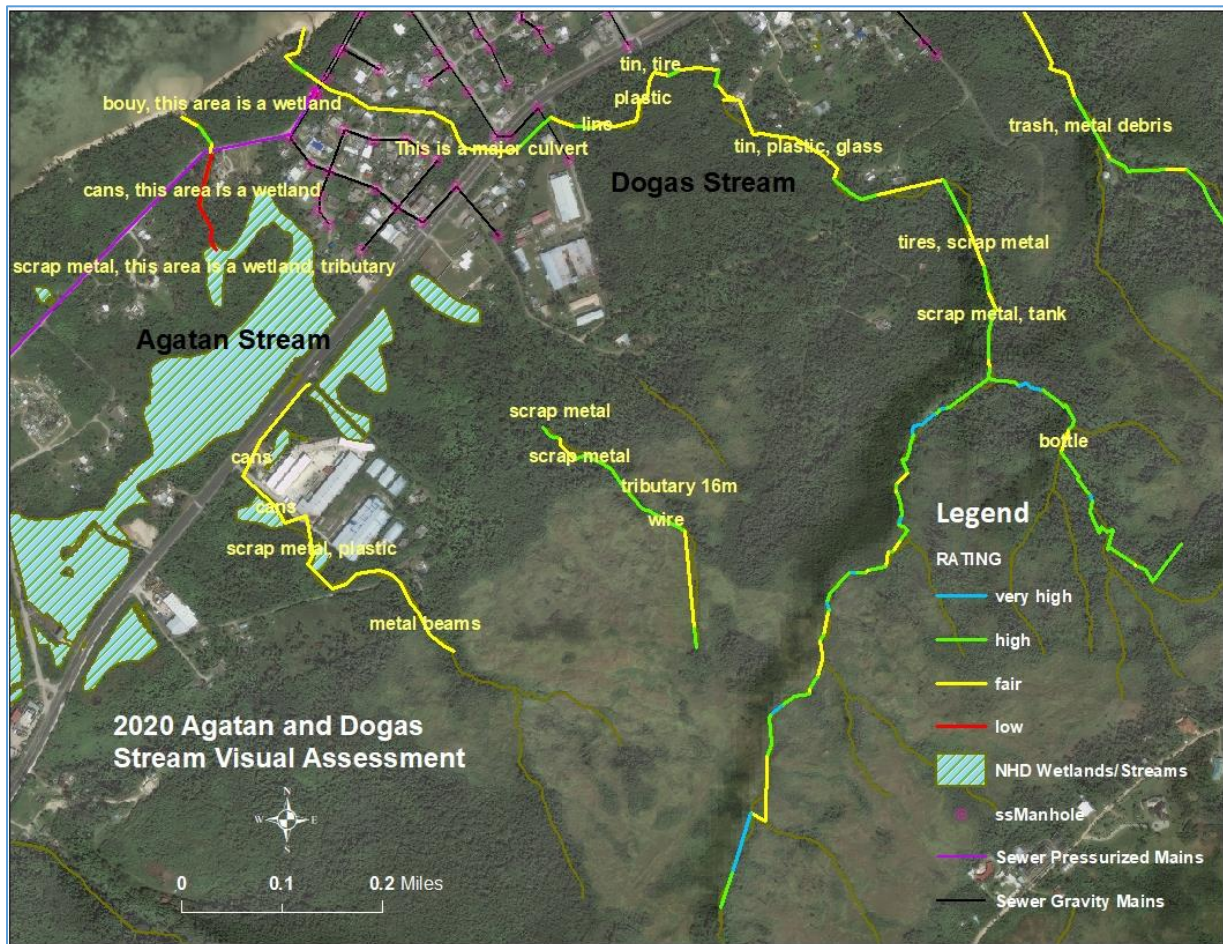 tin, tire
plastic
line
bouy, this area is a wetland
This is a major culvert
tin, plastic, glass
trash, metal debris
cans, this area is a wetland
Dogas Stream
tires, scrap metal
scrap metal, this area is a wetland, tributary
scrap metal, tank
Agatan Stream
scrap metal
bottle
cans
scrap metal
tributary 16m
cans
wire
scrap metal, plastic
metal beams
2020 Agatan and Dogas
Stream Visual Assessment
N
W
E
S
0
0.1
0.2 Miles
Legend
RATING
very high
high
fair
low
NHD Wetlands/Streams
ssManhole
Sewer Pressurized Mains
Sewer Gravity Mains